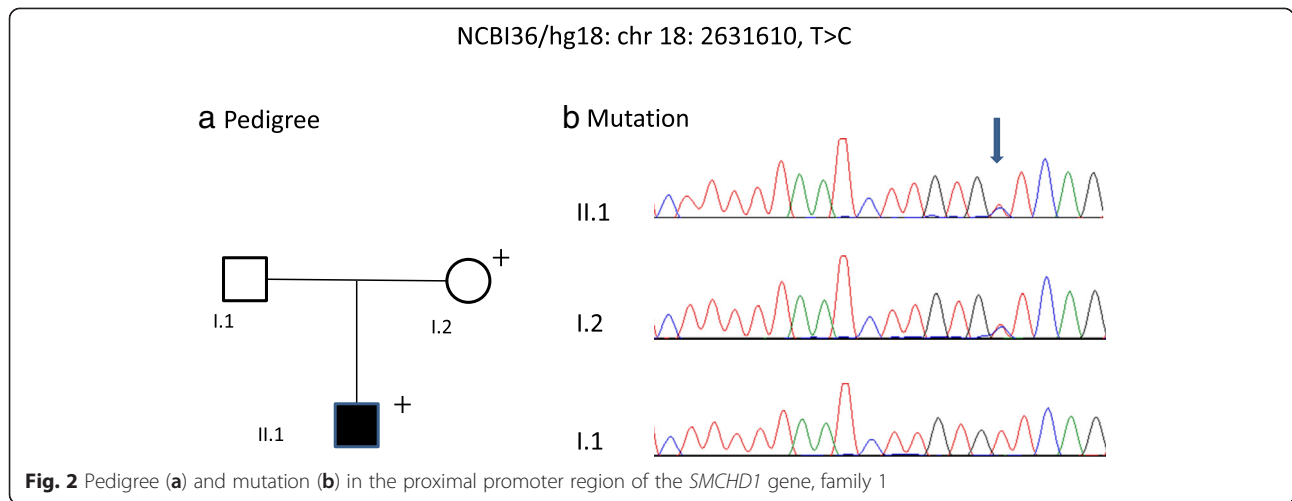 NCBI36/hg18: chr 18: 2631610, T>C
a Pedigree
b Mutation
II.1
I.2
I.1
I.1
I.2
+
II.1
+
Fig. 2 Pedigree (a) and mutation (b) in the proximal promoter region of the SMCHD1 gene, family 1